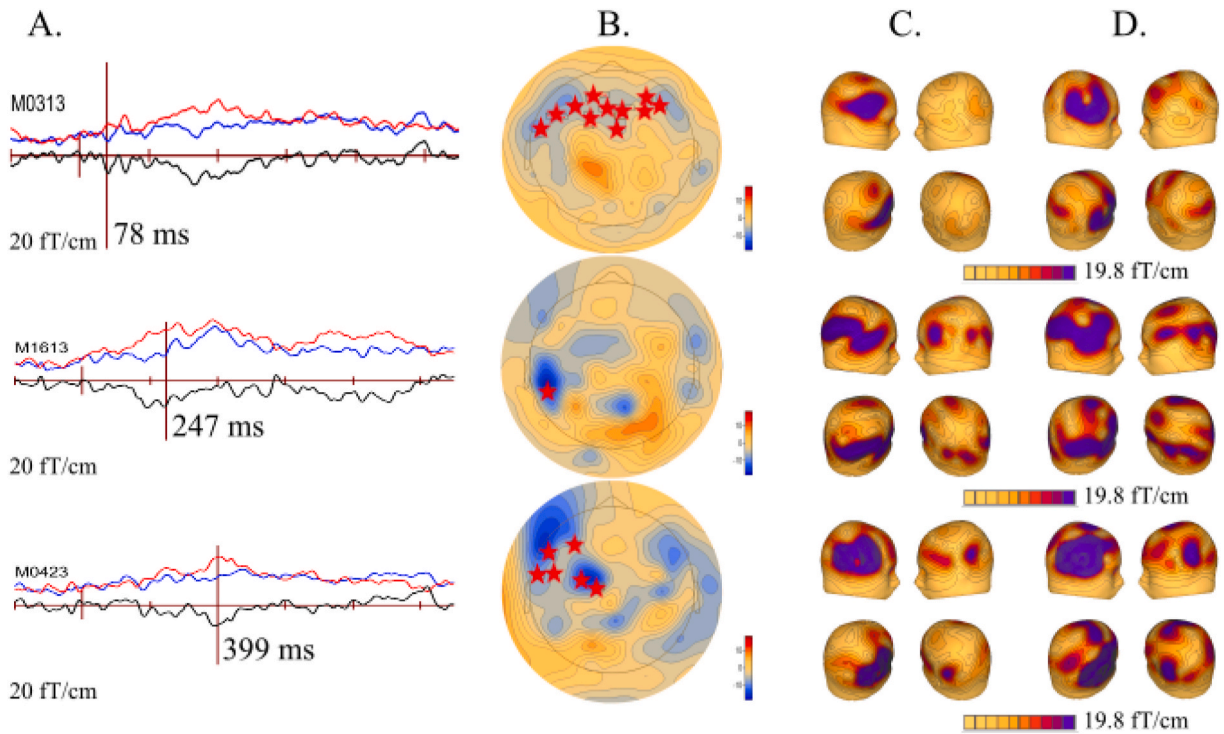 A. B. C. D.
M0313
78 ms
20 fT/cm
19.8 fT/cm
M1613
247 ms
20 fT/cm
19.8 fT/cm
M0423
399 ms
20 fT/cm
19.8 fT/cm